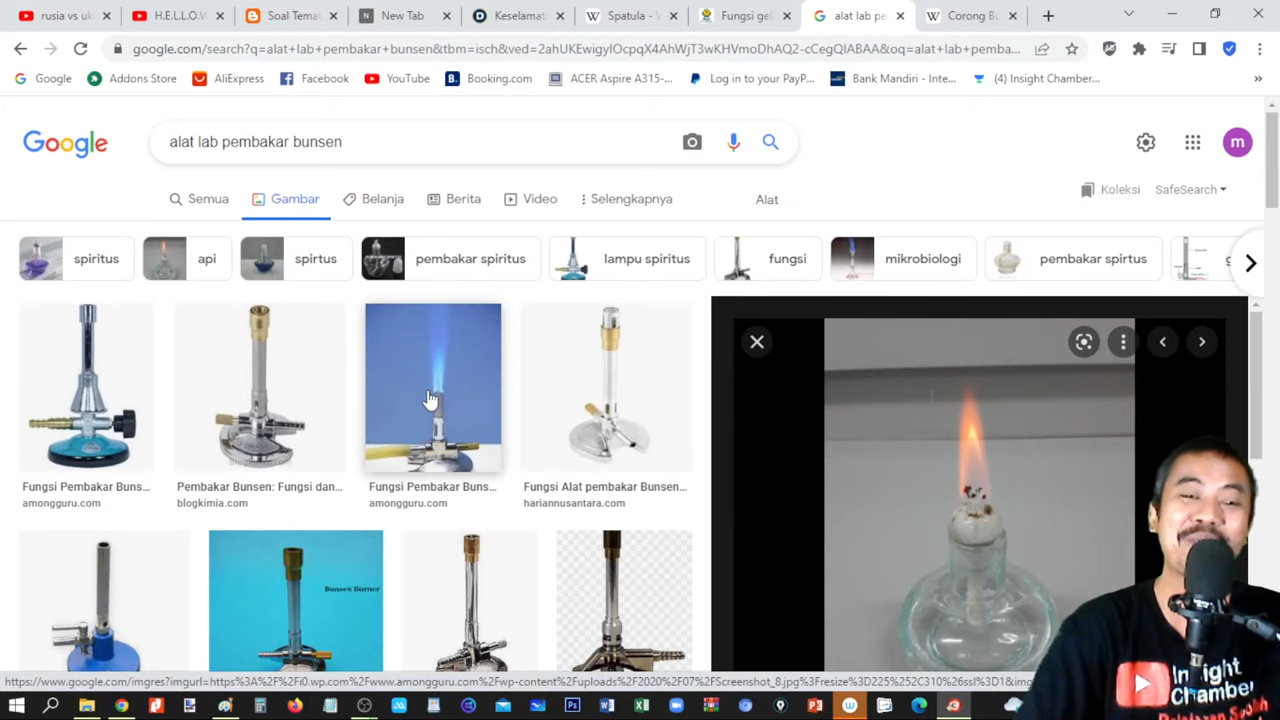 rusia vs uk
H.E.L.L.O.
Soal Tema
New Tab
Keselamat
Spatula - W
Fungsi gel
alat lab pe
Corong Bu
google.com/search?q=alat+lab+pembakar+bunsen&tbm=isch&ved=2ahUKEwigyIOcpqX4AhWjT3wKHVmoDhAQ2-cCegQIABAA&oq=alat+lab+pemba...
Google
Addons Store
AliExpress
Facebook
YouTube
Booking.com
ACER Aspire A315-...
Log in to your PayP...
Bank Mandiri - Inte...
(4) Insight Chamber...
Google
alat lab pembakar bunsen
m
Semua
Gambar
Belanja
Berita
Video
Selengkapnya
Alat
Koleksi
SafeSearch
spiritus
api
spirtus
pembakar spiritus
lampu spiritus
fungsi
mikrobiologi
pembakar spirtus
Fungsi Pembakar Buns...
amongguru.com
Pembakar Bunsen: Fungsi dan...
blogkimia.com
Fungsi Pembakar Buns...
amongguru.com
Fungsi Alat pembakar Bunsen...
hariannusantara.com
Bunsen Burner
https://www.google.com/imgres?imgurl=https%3A%2F%2Fi0.wp.com%2Fwww.amongguru.com%2Fwp-content%2Fuploads%2F2020%2F07%2FScreenshot_8.jpg%3Fresize%3D225%252C310%26ssl%3D1&img
Insight
Chamber